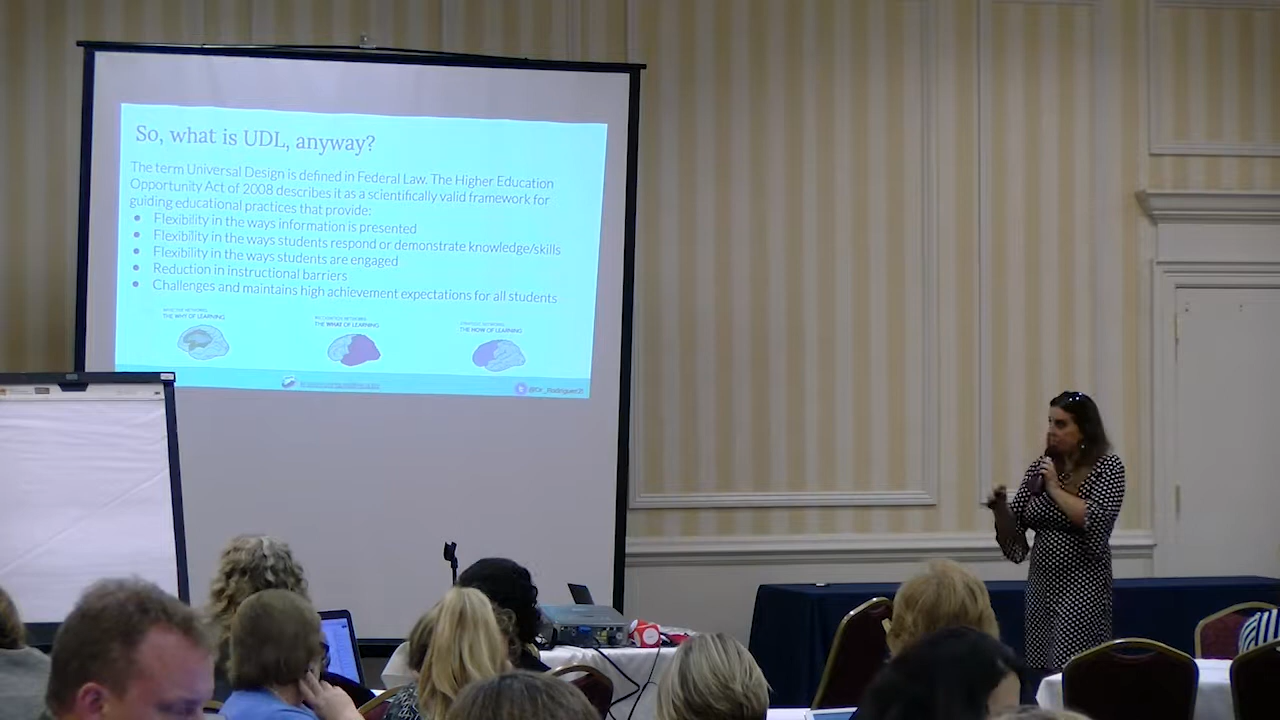 So, what is UDL, anyway?
The term Universal Design is defined in Federal Law. The Higher Education
Opportunity Act of 2008 describes it as a scientifically valid framework for
guiding educational practices that provide:
• Flexibility in the ways information is presented
• Flexibility in the ways students respond or demonstrate knowledge/skills
• Flexibility in the ways students are engaged
• Reduction in instructional barriers
• Challenges and maintains high achievement expectations for all students
THE WHY OF LEARNING
THE WHAT OF LEARNING
THE HOW OF LEARNING